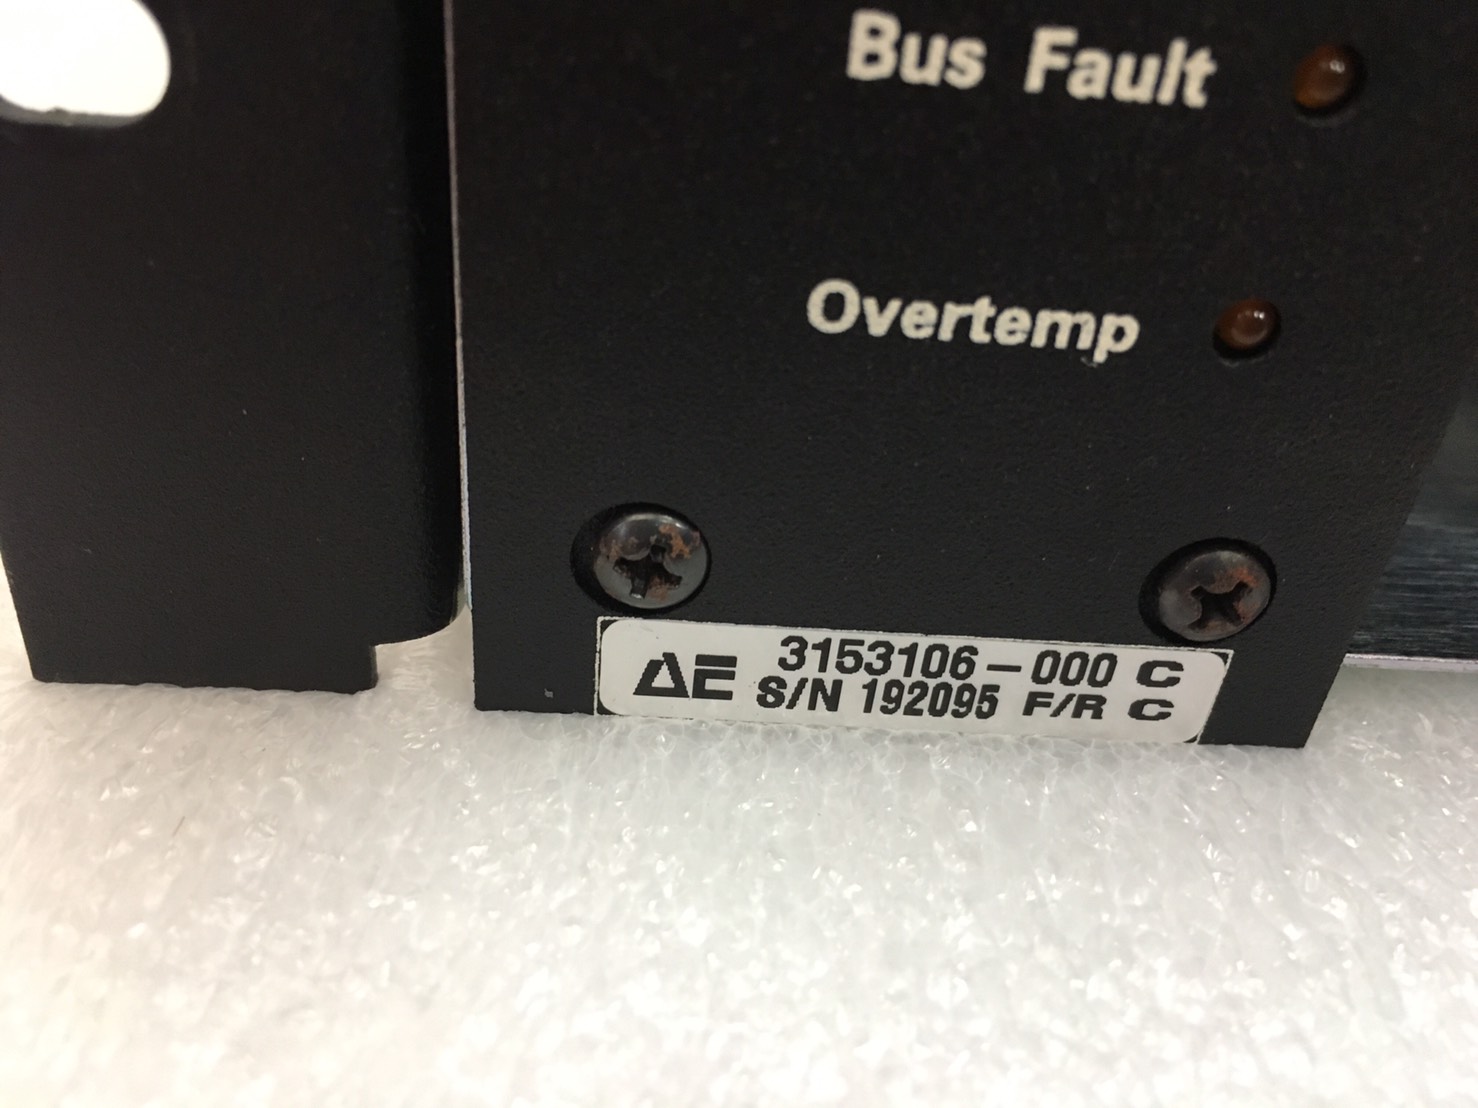 Bus Fault
Overtemp
AE 3153106-000 C
S/N 192095 F/R C